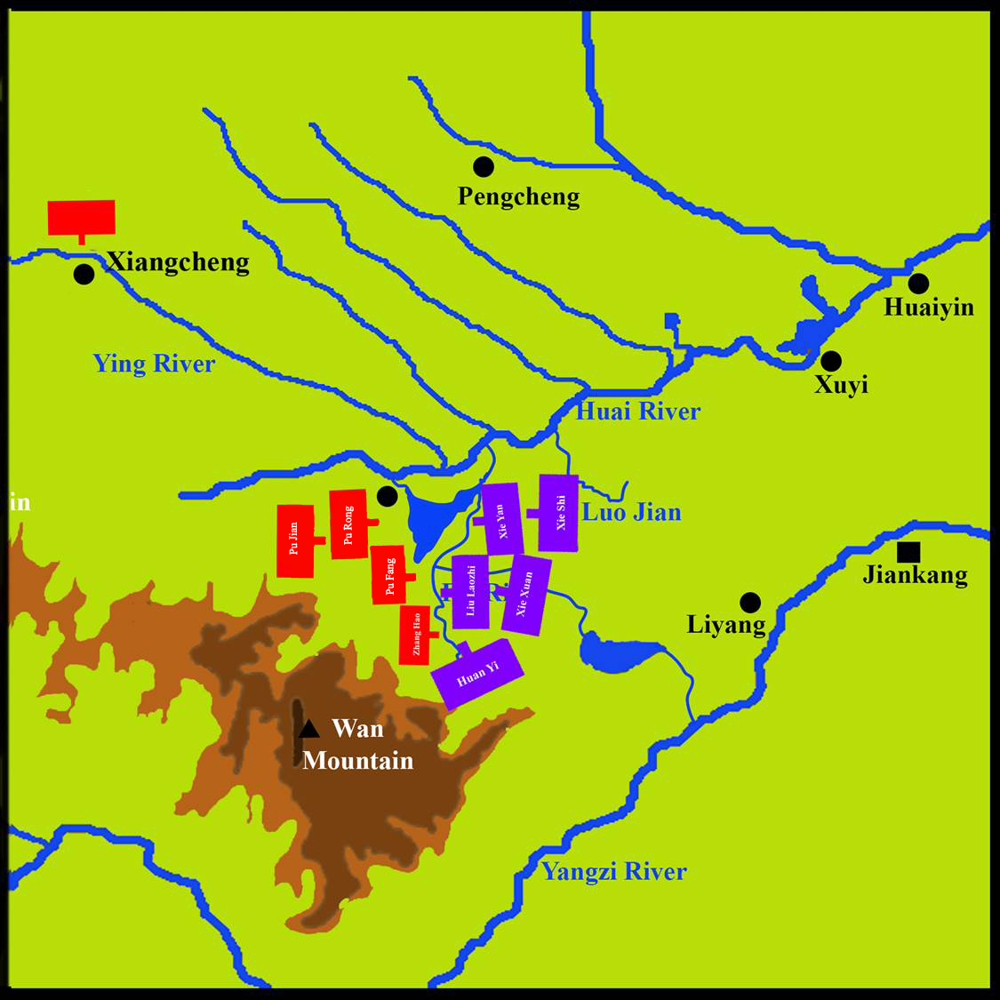 Pengcheng
Xiangcheng
Huaiyin
Ying River
Xuyi
Huai River
in
Pu Jian
Pu Rong
Xie Yan
Xie Shi
Luo Jian
Pu Fang
Liu Laozhi
Xie Xuan
Jiankang
Liyang
Zhang Hao
Huan Yi
Wan
Mountain
Yangzi River